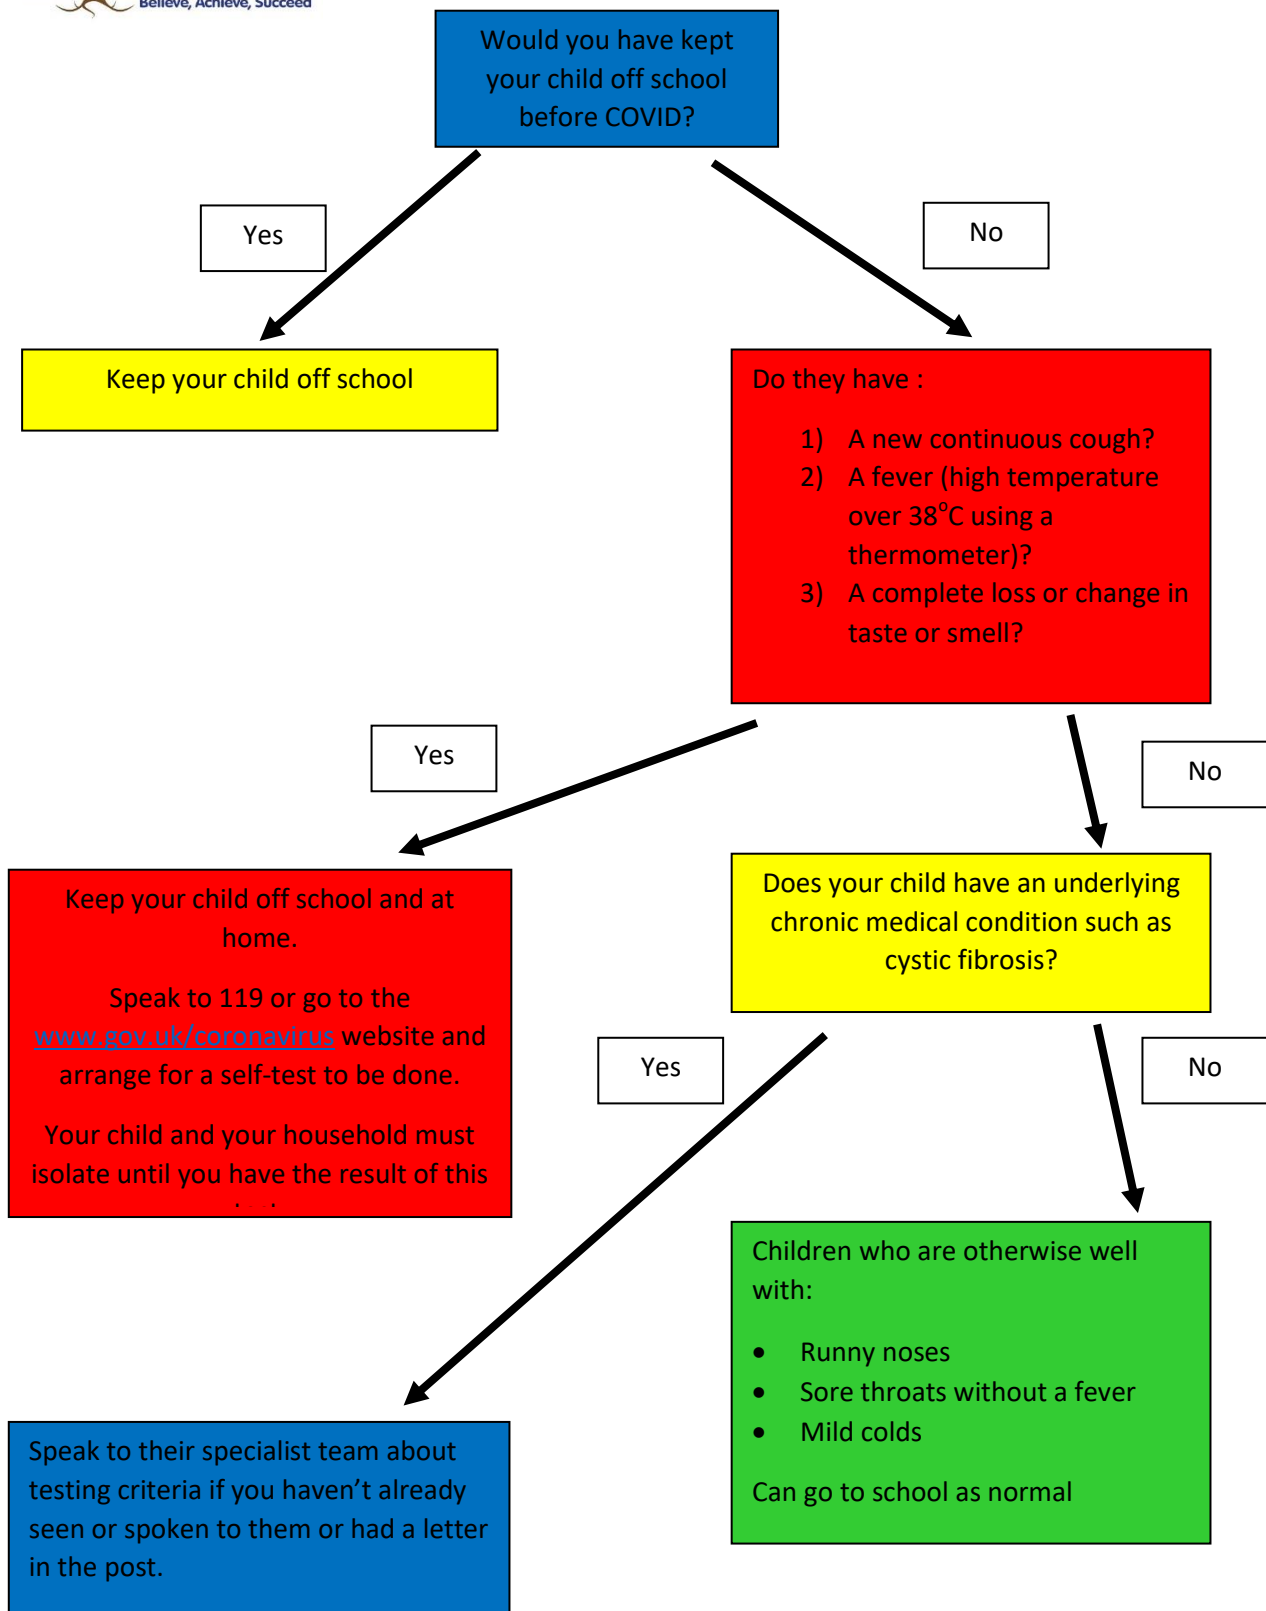 Believe, Achieve, Succeed
Would you have kept
your child off school
before COVID?
Yes
No
Keep your child off school
Do they have :
1) A new continuous cough?
2) A fever (high temperature
over 38°C using a
thermometer)?
3) A complete loss or change in
taste or smell?
Yes
No
Keep your child off school and at
home.
Speak to 119 or go to the
www.gov.uk/coronavirus website and
arrange for a self-test to be done.
Your child and your household must
isolate until you have the result of this
Does your child have an underlying
chronic medical condition such as
cystic fibrosis?
Yes
No
Speak to their specialist team about
testing criteria if you haven’t already
seen or spoken to them or had a letter
in the post.
Children who are otherwise well
with:
• Runny noses
• Sore throats without a fever
• Mild colds
Can go to school as normal